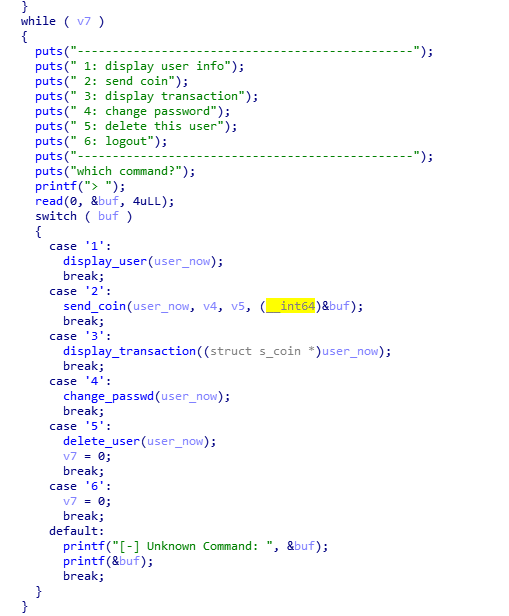 }
while ( v7 )
{
puts("------------------------------------------------");
puts(" 1: display user info");
puts(" 2: send coin");
puts(" 3: display transaction");
puts(" 4: change password");
puts(" 5: delete this user");
puts(" 6: logout");
puts("------------------------------------------------");
puts("which command?");
printf("> ");
read(0, &buf, 4uLL);
switch ( buf )
{
case '1':
display_user(user_now);
break;
case '2':
send_coin(user_now, v4, v5, (__int64)&buf);
break;
case '3':
display_transaction((struct s_coin *)user_now);
break;
case '4':
change_passwd(user_now);
break;
case '5':
delete_user(user_now);
v7 = 0;
break;
case '6':
v7 = 0;
break;
default:
printf("[-] Unknown Command: ", &buf);
printf(&buf);
break;
}
}